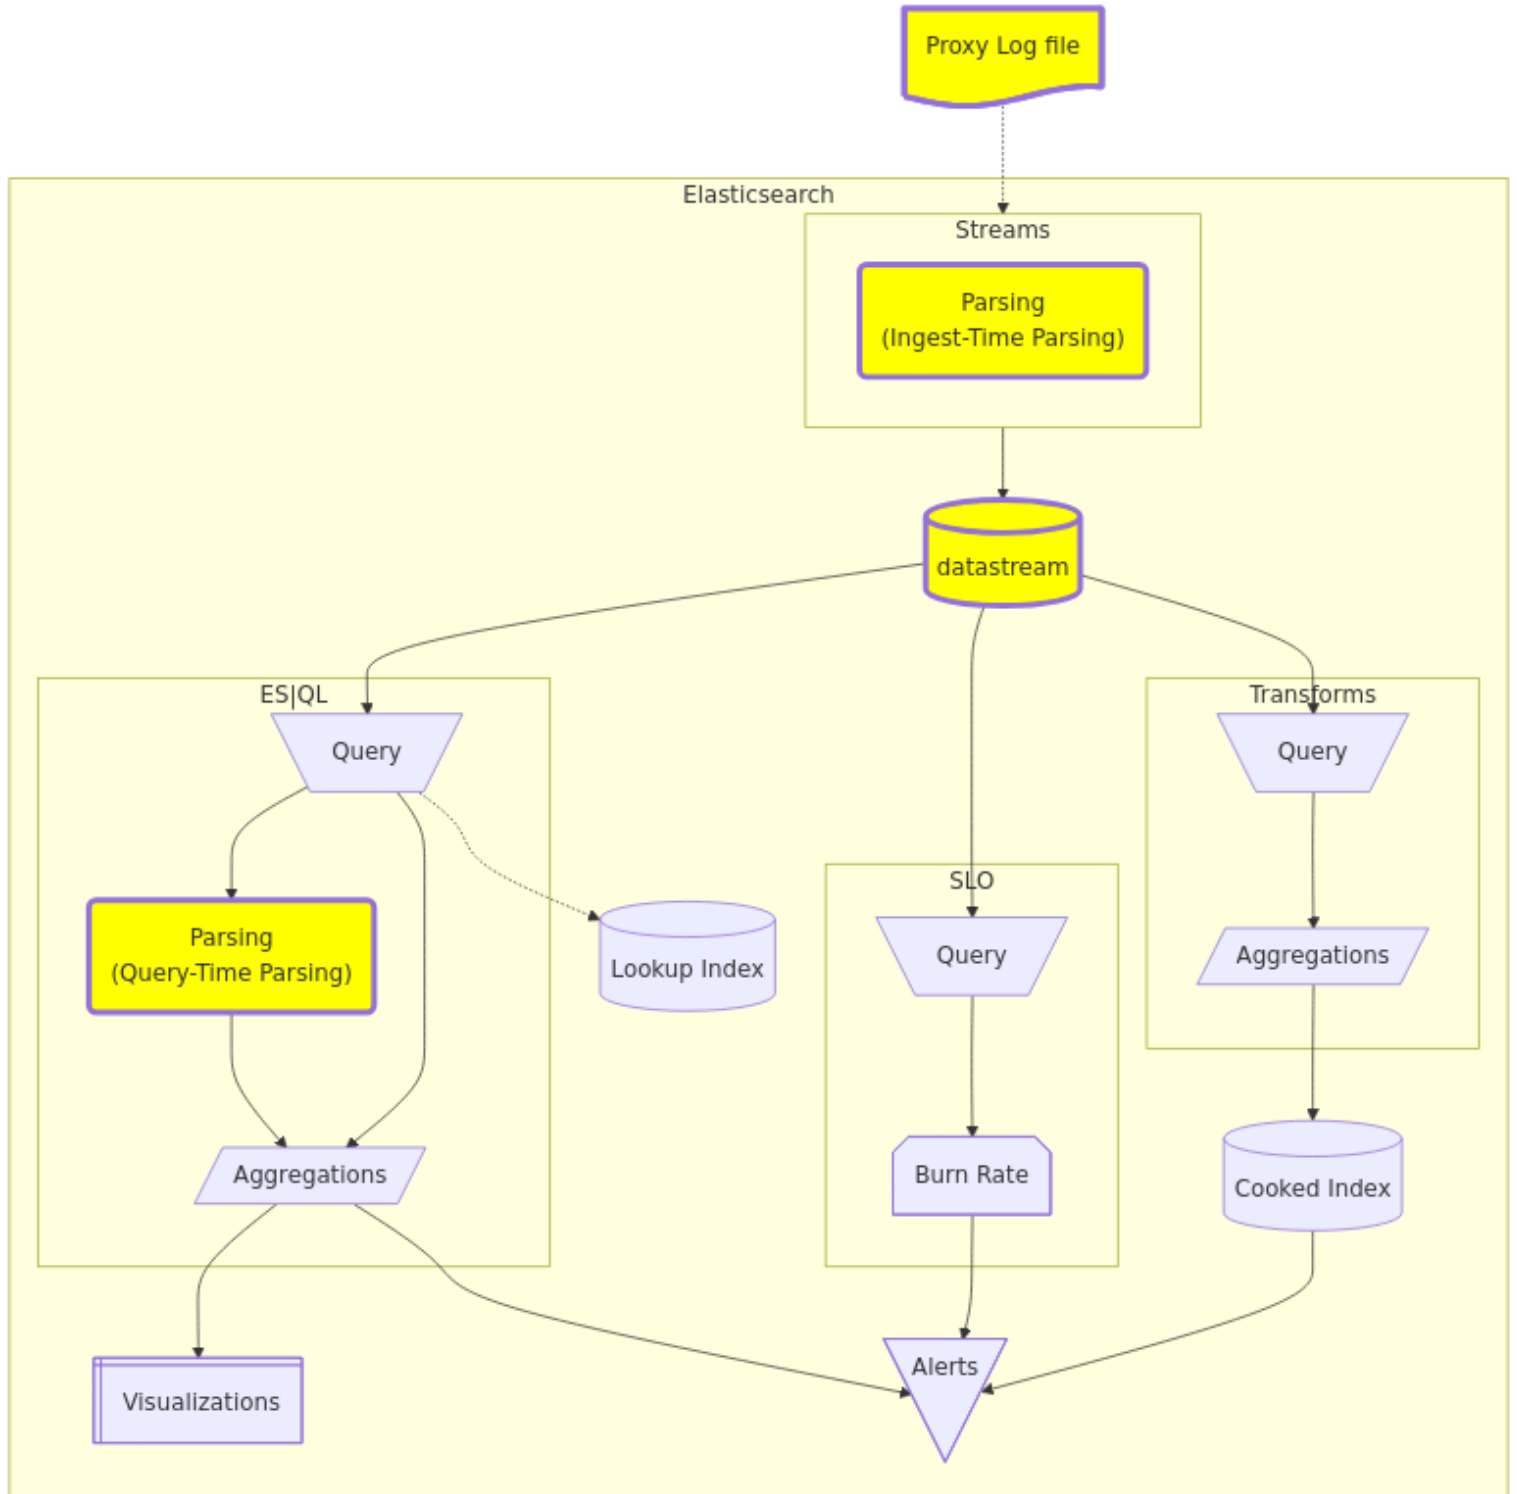 Proxy Log file
Elasticsearch
Streams
Parsing
(Ingest-Time Parsing)
datastream
ES|QL
Query
Parsing
(Query-Time Parsing)
Aggregations
Lookup Index
SLO
Query
Burn Rate
Transforms
Query
Aggregations
Cooked Index
Visualizations
Alerts